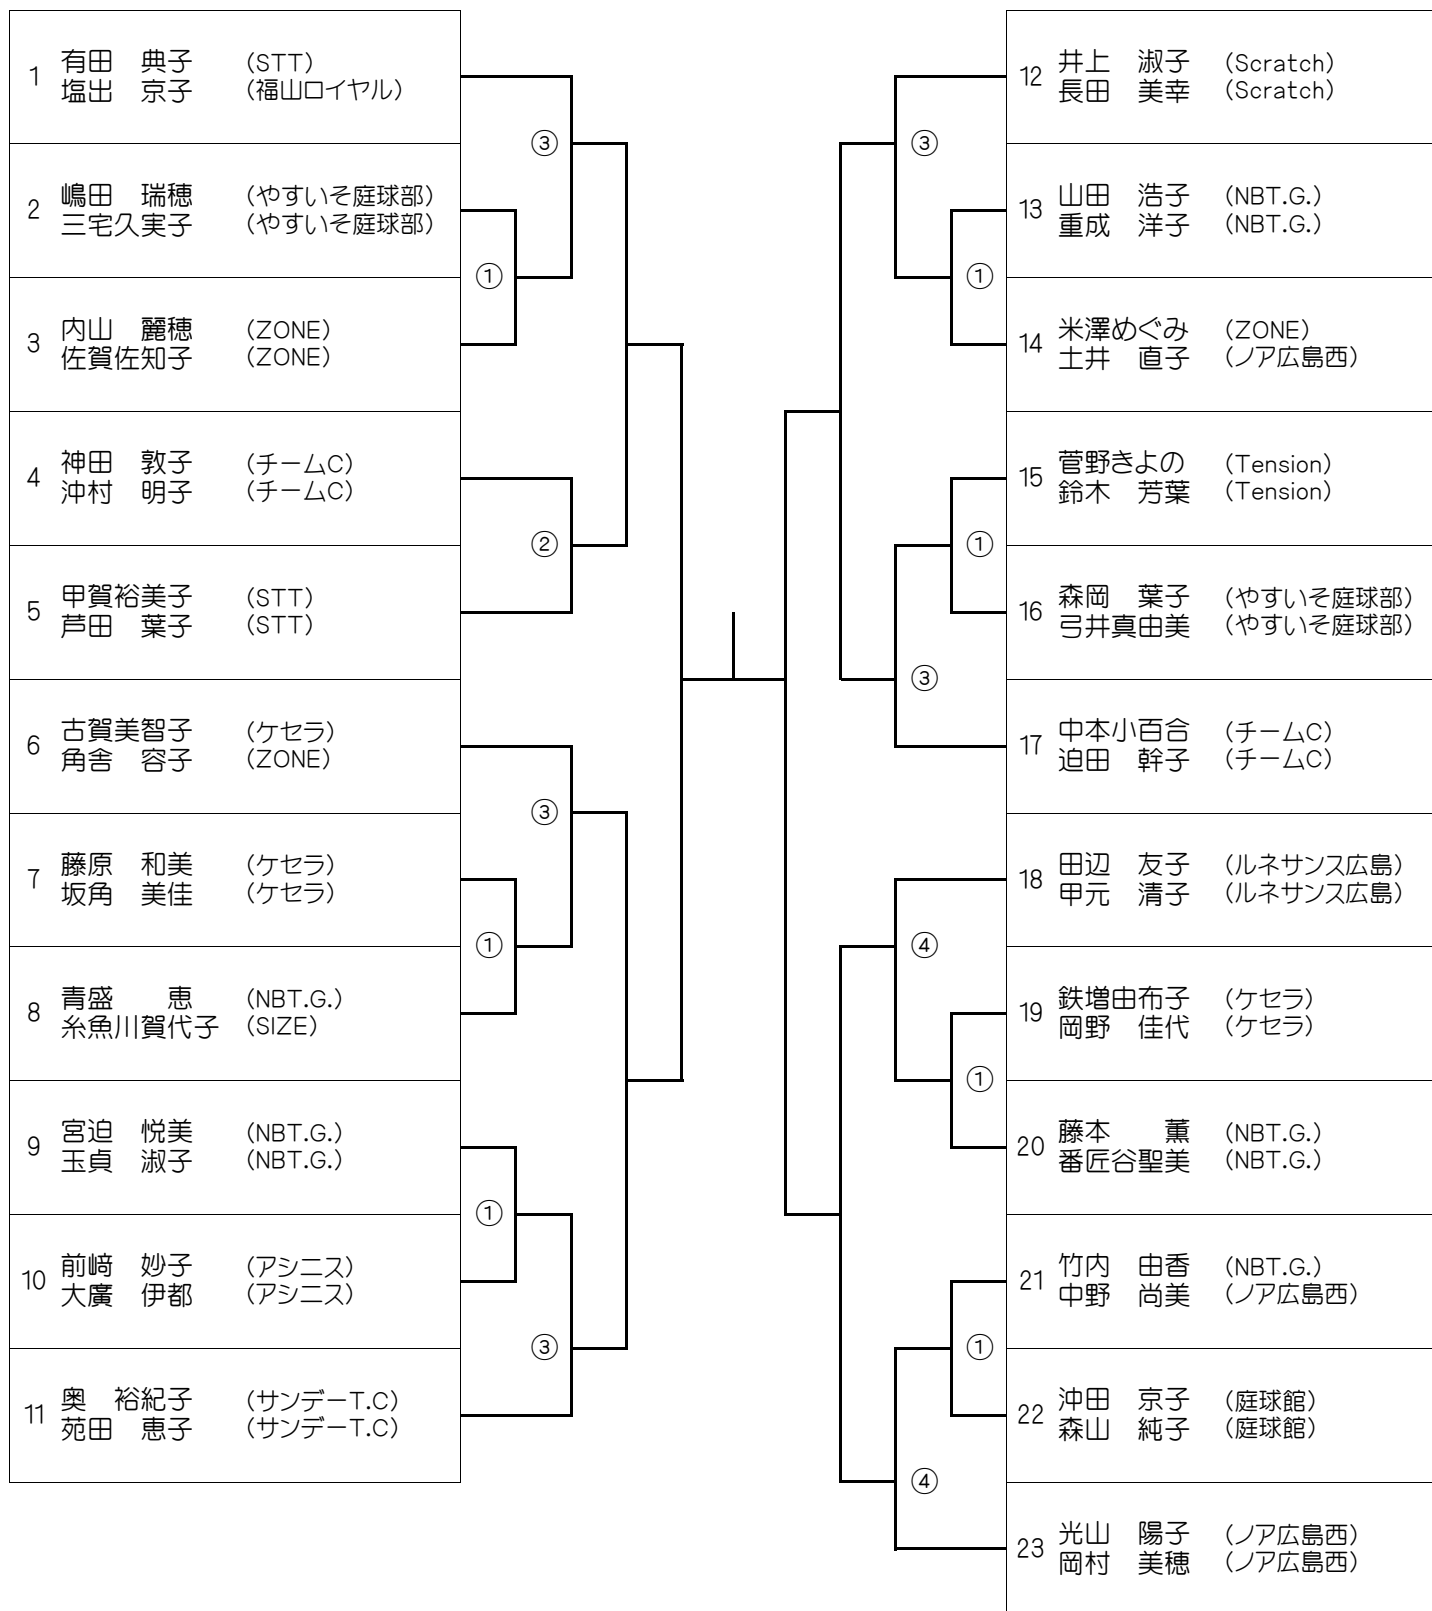 1 有田　典子 (STT)
塩出　京子 (福山ロイヤル)
2 嶋田　瑞穂 (やすいそ庭球部)
三宅久実子 (やすいそ庭球部)
3 内山　麗穂 (ZONE)
佐賀佐知子 (ZONE)
4 神田　敦子 (チームC)
沖村　明子 (チームC)
5 甲賀裕美子 (STT)
芦田　葉子 (STT)
6 古賀美智子 (ケセラ)
角舎　容子 (ZONE)
7 藤原　和美 (ケセラ)
坂角　美佳 (ケセラ)
8 青盛　　恵 (NBT.G.)
糸魚川賀代子 (SIZE)
9 宮迫　悦美 (NBT.G.)
玉貞　淑子 (NBT.G.)
10 前﨑　妙子 (アシニス)
大廣　伊都 (アシニス)
11 奥　裕紀子 (サンデーT.C)
苑田　恵子 (サンデーT.C)
③
①
②
③
①
①
③
12 井上　淑子 (Scratch)
長田　美幸 (Scratch)
13 山田　浩子 (NBT.G.)
重成　洋子 (NBT.G.)
14 米澤めぐみ (ZONE)
土井　直子 (ノア広島西)
15 菅野きよの (Tension)
鈴木　芳葉 (Tension)
16 森岡　葉子 (やすいそ庭球部)
弓井真由美 (やすいそ庭球部)
17 中本小百合 (チームC)
迫田　幹子 (チームC)
18 田辺　友子 (ルネサンス広島)
甲元　清子 (ルネサンス広島)
19 鉄増由布子 (ケセラ)
岡野　佳代 (ケセラ)
20 藤本　　薫 (NBT.G.)
番匠谷聖美 (NBT.G.)
21 竹内　由香 (NBT.G.)
中野　尚美 (ノア広島西)
22 沖田　京子 (庭球館)
森山　純子 (庭球館)
23 光山　陽子 (ノア広島西)
岡村　美穂 (ノア広島西)
③
①
①
③
④
①
①
④